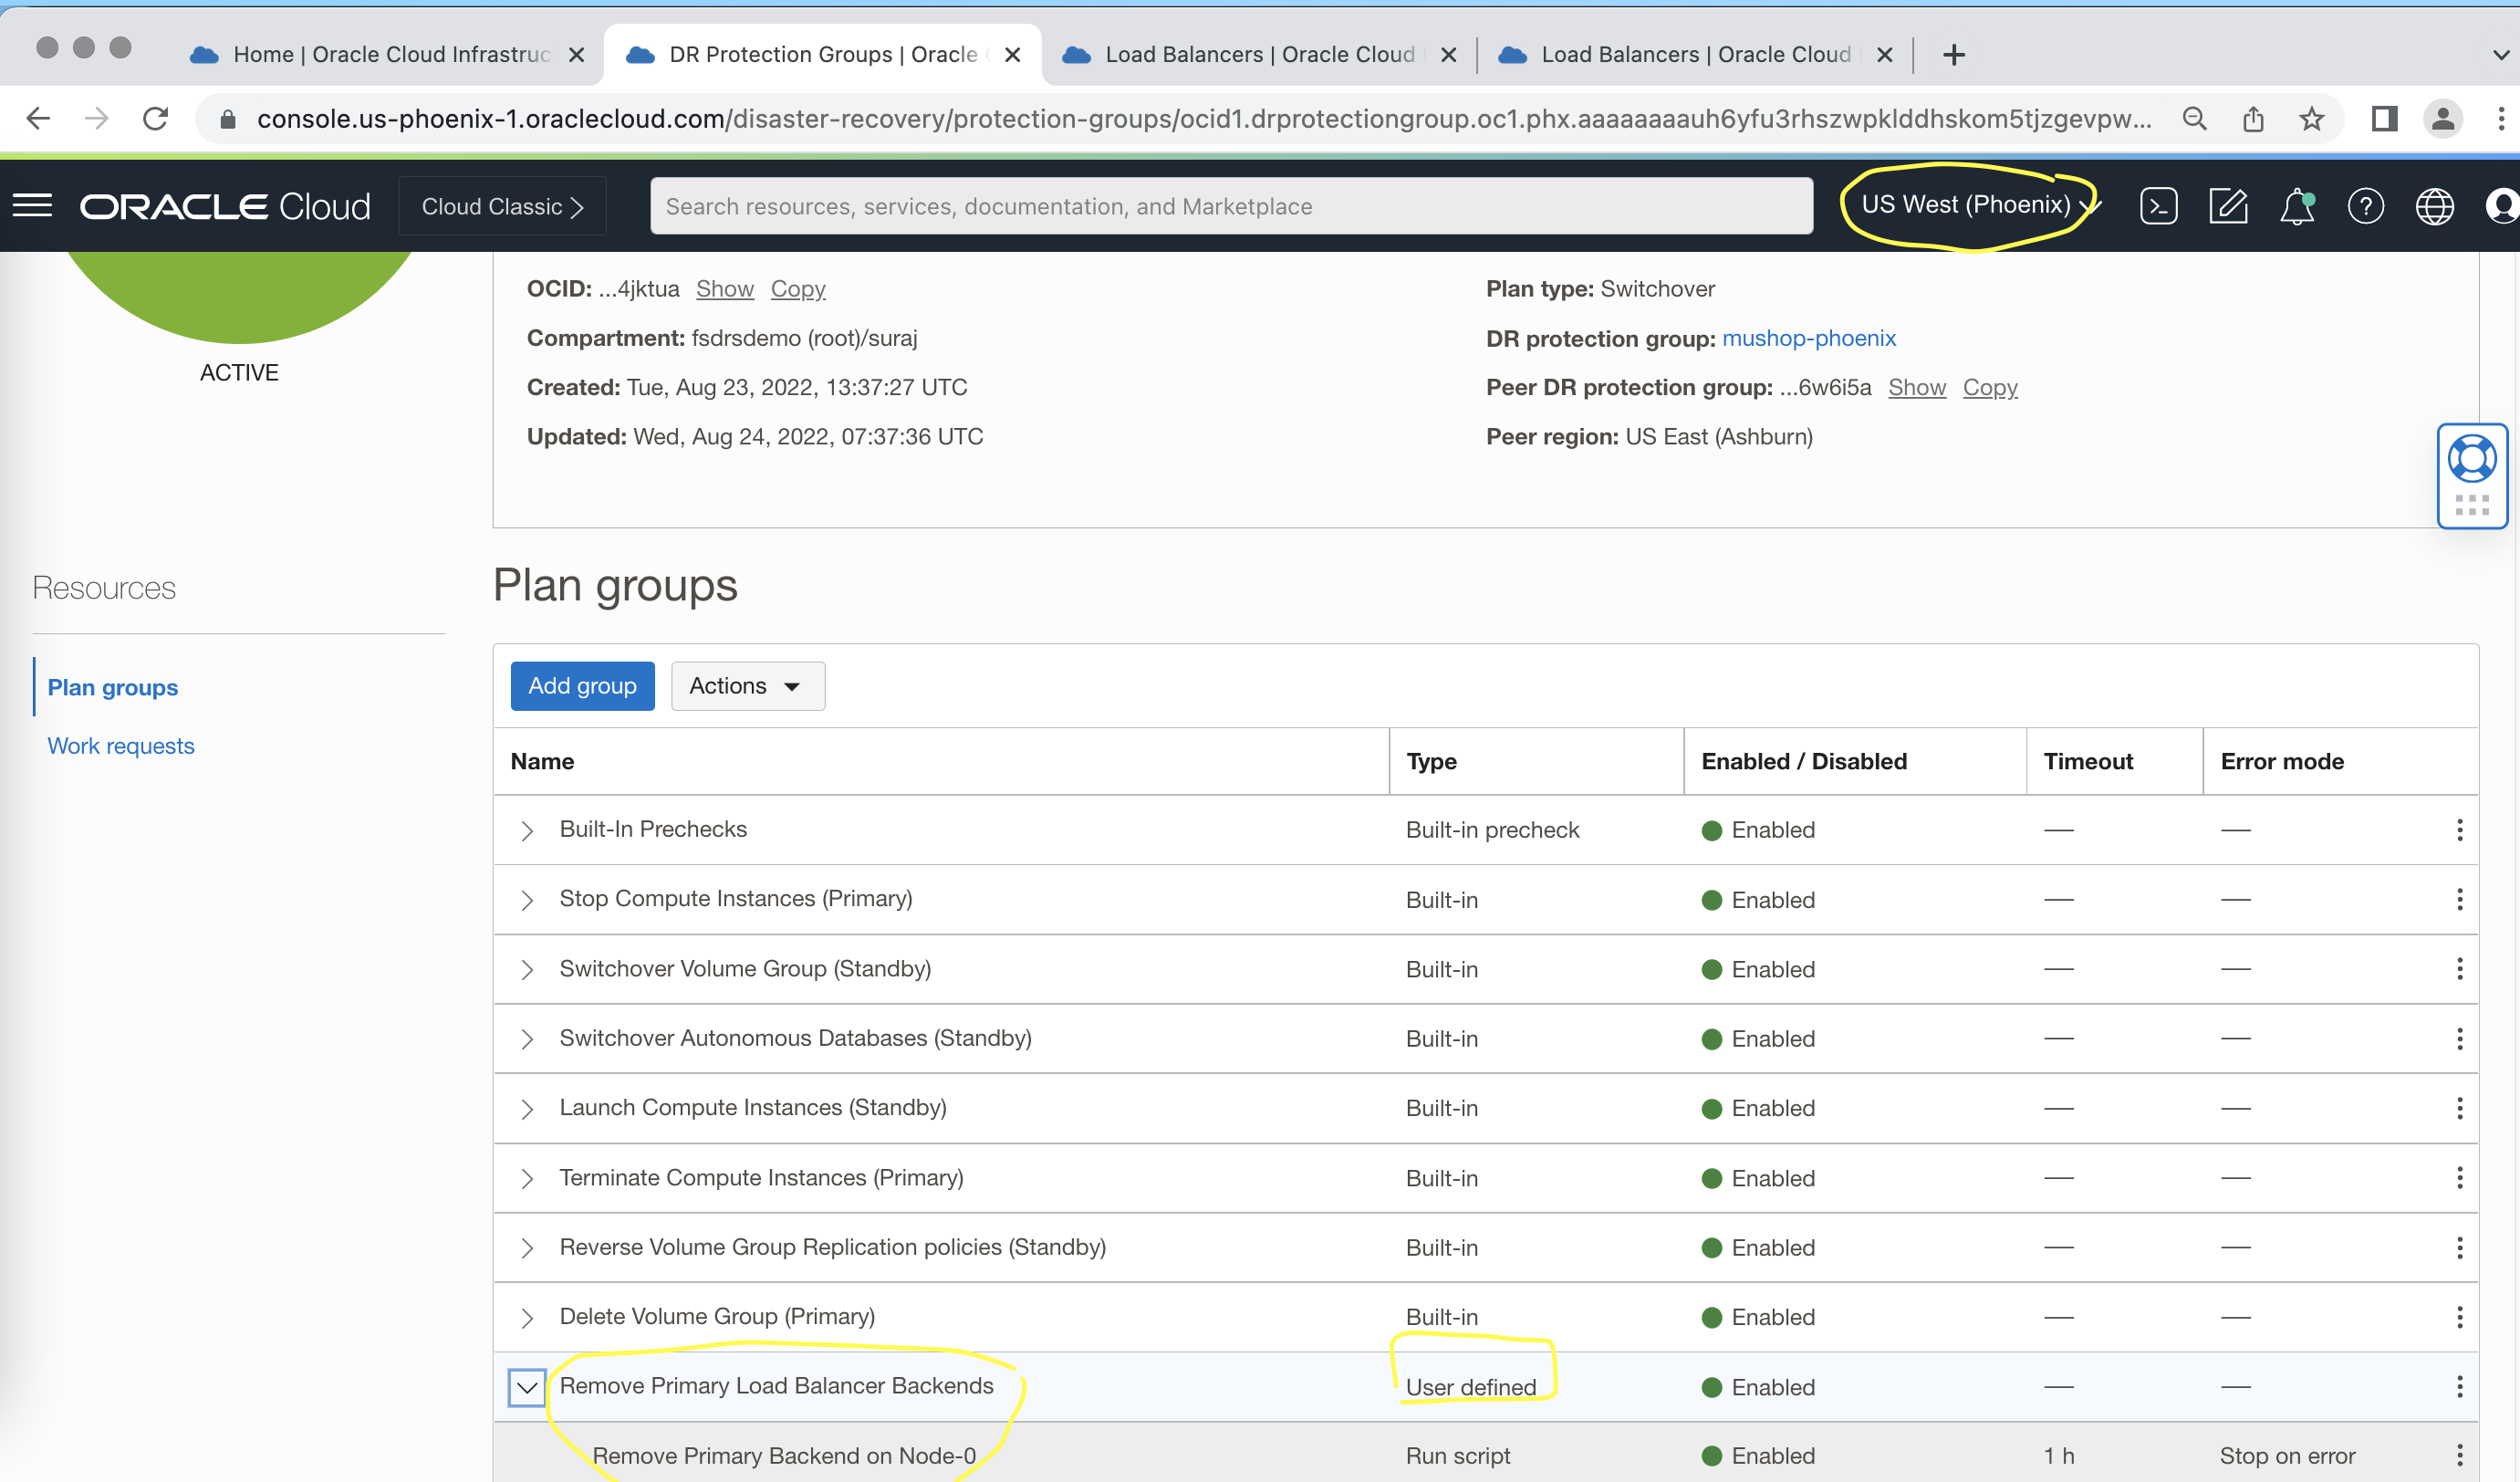 Home | Oracle Cloud Infrastruc
DR Protection Groups | Oracle
Load Balancers | Oracle Cloud
Load Balancers | Oracle Cloud
console.us-phoenix-1.oraclecloud.com/disaster-recovery/protection-groups/ocid1.drprotectiongroup.oc1.phx.aaaaaaaauh6yfu3rhszwpklddhskom5tjzgevpw...
ORACLE Cloud
Cloud Classic
Search resources, services, documentation, and Marketplace
US West (Phoenix)
ACTIVE
OCID: ...4jktua Show Copy
Compartment: fsdrsdemo (root)/suraj
Created: Tue, Aug 23, 2022, 13:37:27 UTC
Updated: Wed, Aug 24, 2022, 07:37:36 UTC
Plan type: Switchover
DR protection group: mushop-phoenix
Peer DR protection group: ...6w6i5a Show Copy
Peer region: US East (Ashburn)
Resources
Plan groups
Work requests
Plan groups
Add group Actions
Name Type Enabled / Disabled Timeout Error mode
Built-In Prechecks Built-in precheck Enabled — —
Stop Compute Instances (Primary) Built-in Enabled — —
Switchover Volume Group (Standby) Built-in Enabled — —
Switchover Autonomous Databases (Standby) Built-in Enabled — —
Launch Compute Instances (Standby) Built-in Enabled — —
Terminate Compute Instances (Primary) Built-in Enabled — —
Reverse Volume Group Replication policies (Standby) Built-in Enabled — —
Delete Volume Group (Primary) Built-in Enabled — —
Remove Primary Load Balancer Backends User defined Enabled — —
Remove Primary Backend on Node-0 Run script Enabled 1 h Stop on error